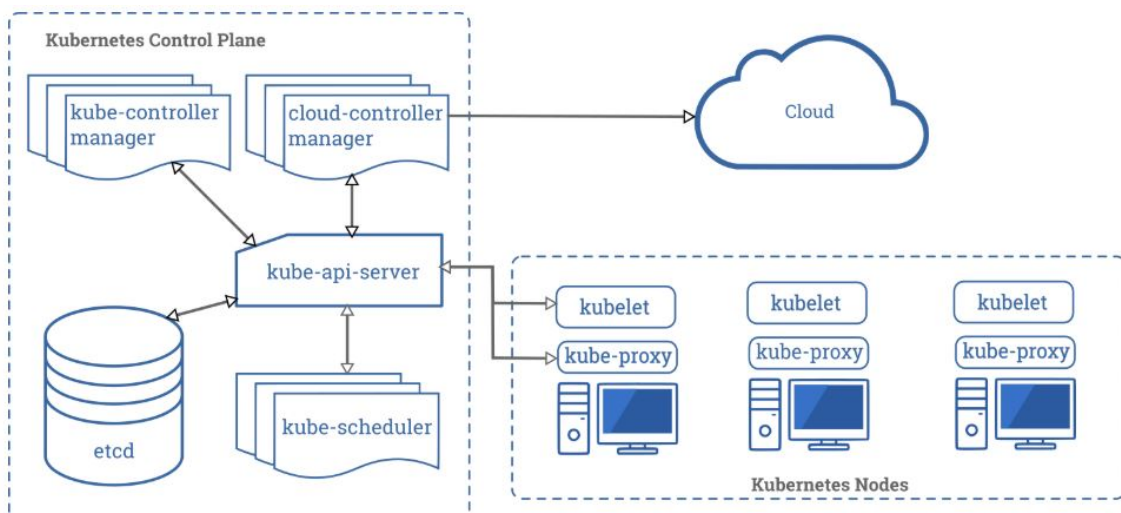 Kubernetes Control Plane
kube-controller
manager
cloud-controller
manager
Cloud
kube-api-server
kubelet
kubelet
kubelet
kube-proxy
kube-proxy
kube-proxy
etcd
kube-scheduler
Kubernetes Nodes